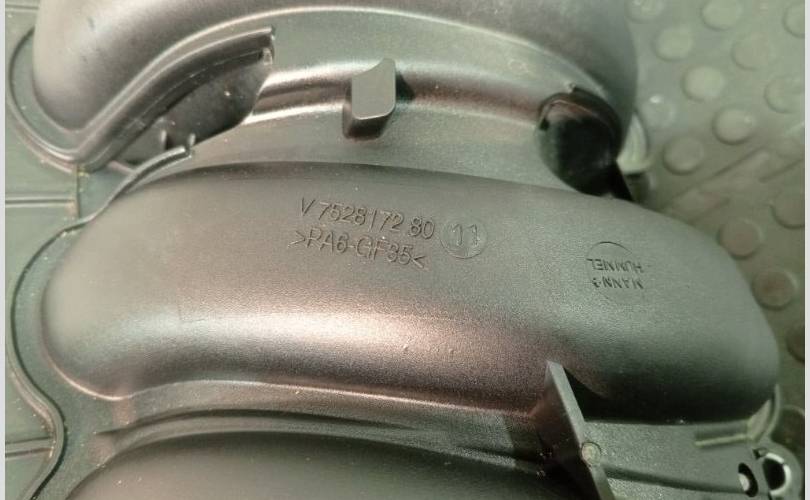 V 7528172 80 11
>PA6-GF35<
MANN+
HUMMEL